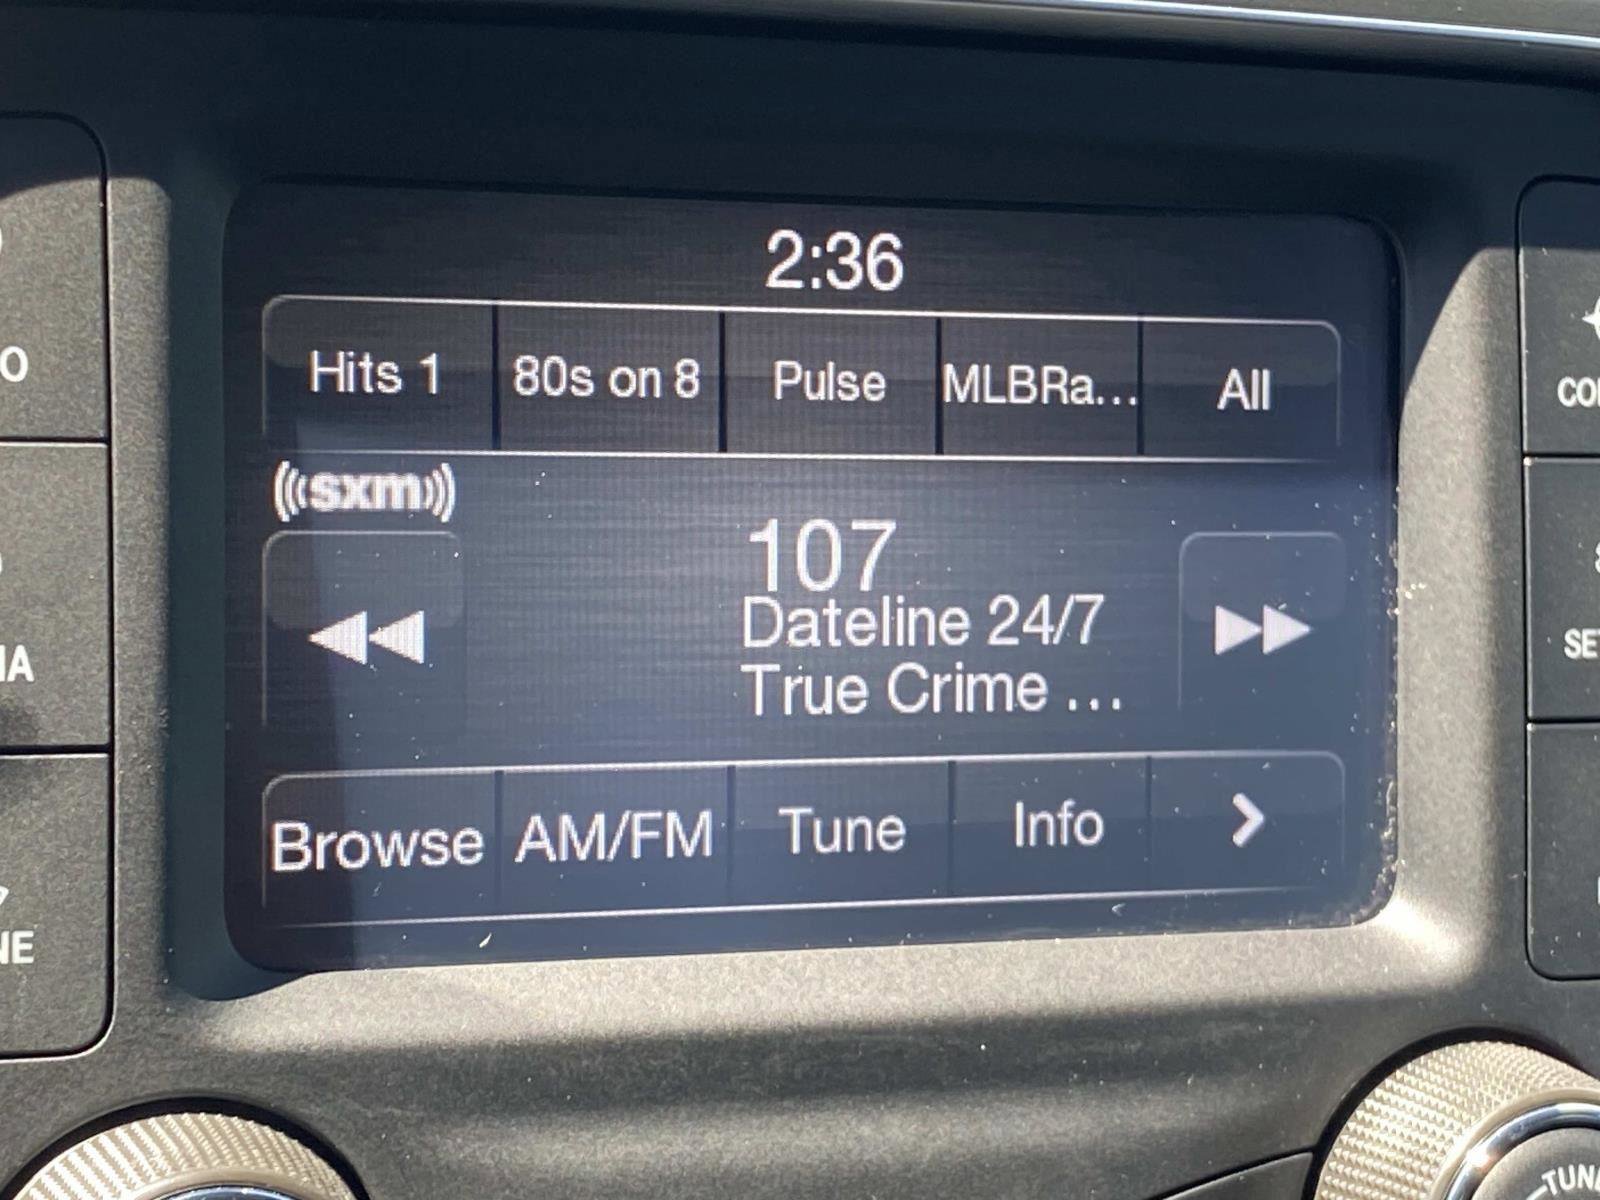 2:36
Hits 1
80s on 8
Pulse
MLBRa...
All
((sxm))
107
Dateline 24/7
True Crime ...
Browse
AM/FM
Tune
Info